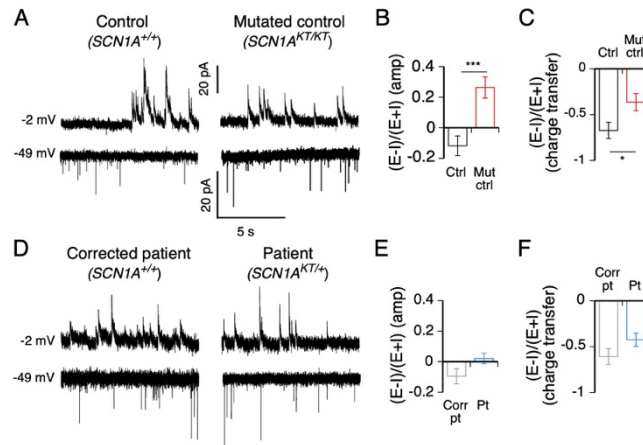 A
Control
(SCN1A+/+)
Mutated control
(SCN1AKT/KT)
20 pA
-2 mV
-49 mV
20 pA
5 s
B
(E-I)/(E+I) (amp)
0.4
0.2
0
-0.2
***
Ctrl
Mut
ctrl
C
Ctrl
Mut
ctrl
(E-I)/(E+I)
(charge transfer)
0
-0.5
-1
*
D
Corrected patient
(SCN1A+/+)
Patient
(SCN1AKT/+)
-2 mV
-49 mV
E
(E-I)/(E+I) (amp)
0.4
0.2
0
-0.2
Corr
pt
Pt
F
Corr
pt
Pt
(E-I)/(E+I)
(charge transfer)
0
-0.5
-1